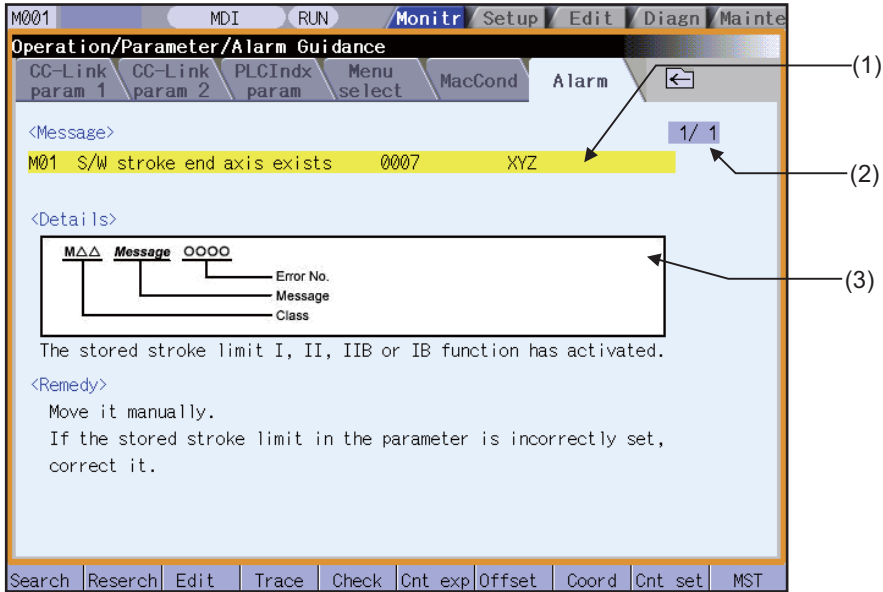 M001 MDI RUN Monitr Setup Edit Diagn Mainte
Operation/Parameter/Alarm Guidance
CC-Link param 1 CC-Link param 2 PLCIndx param Menu select MacCond Alarm
(1)
<Message> 1/ 1
M01 S/W stroke end axis exists 0007 XYZ
(2)
<Details>
M△△ Message ○○○○
Error No.
(3)
Message
Class
The stored stroke limit I, II, IIB or IB function has activated.
<Remedy>
Move it manually.
If the stored stroke limit in the parameter is incorrectly set,
correct it.
Search Reserch Edit Trace Check Cnt exp Offset Coord Cnt set MST